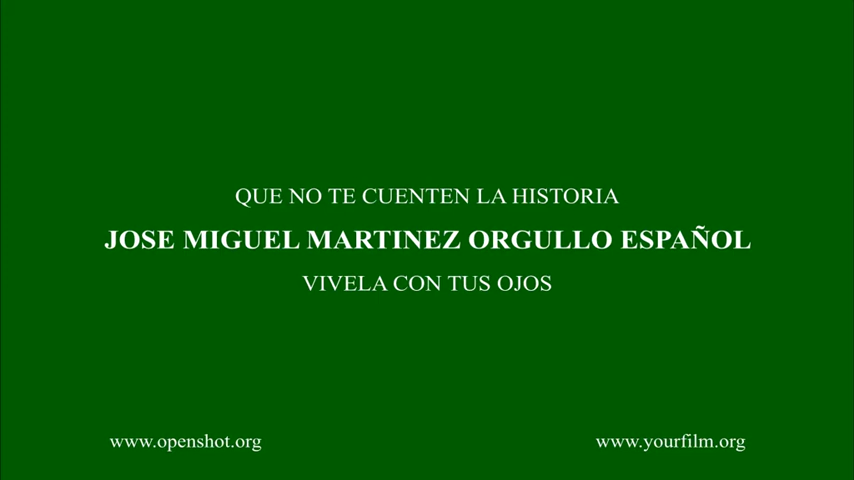 QUE NO TE CUENTEN LA HISTORIA
JOSE MIGUEL MARTINEZ ORGULLO ESPAÑOL
VIVELA CON TUS OJOS
www.openshot.org
www.yourfilm.org